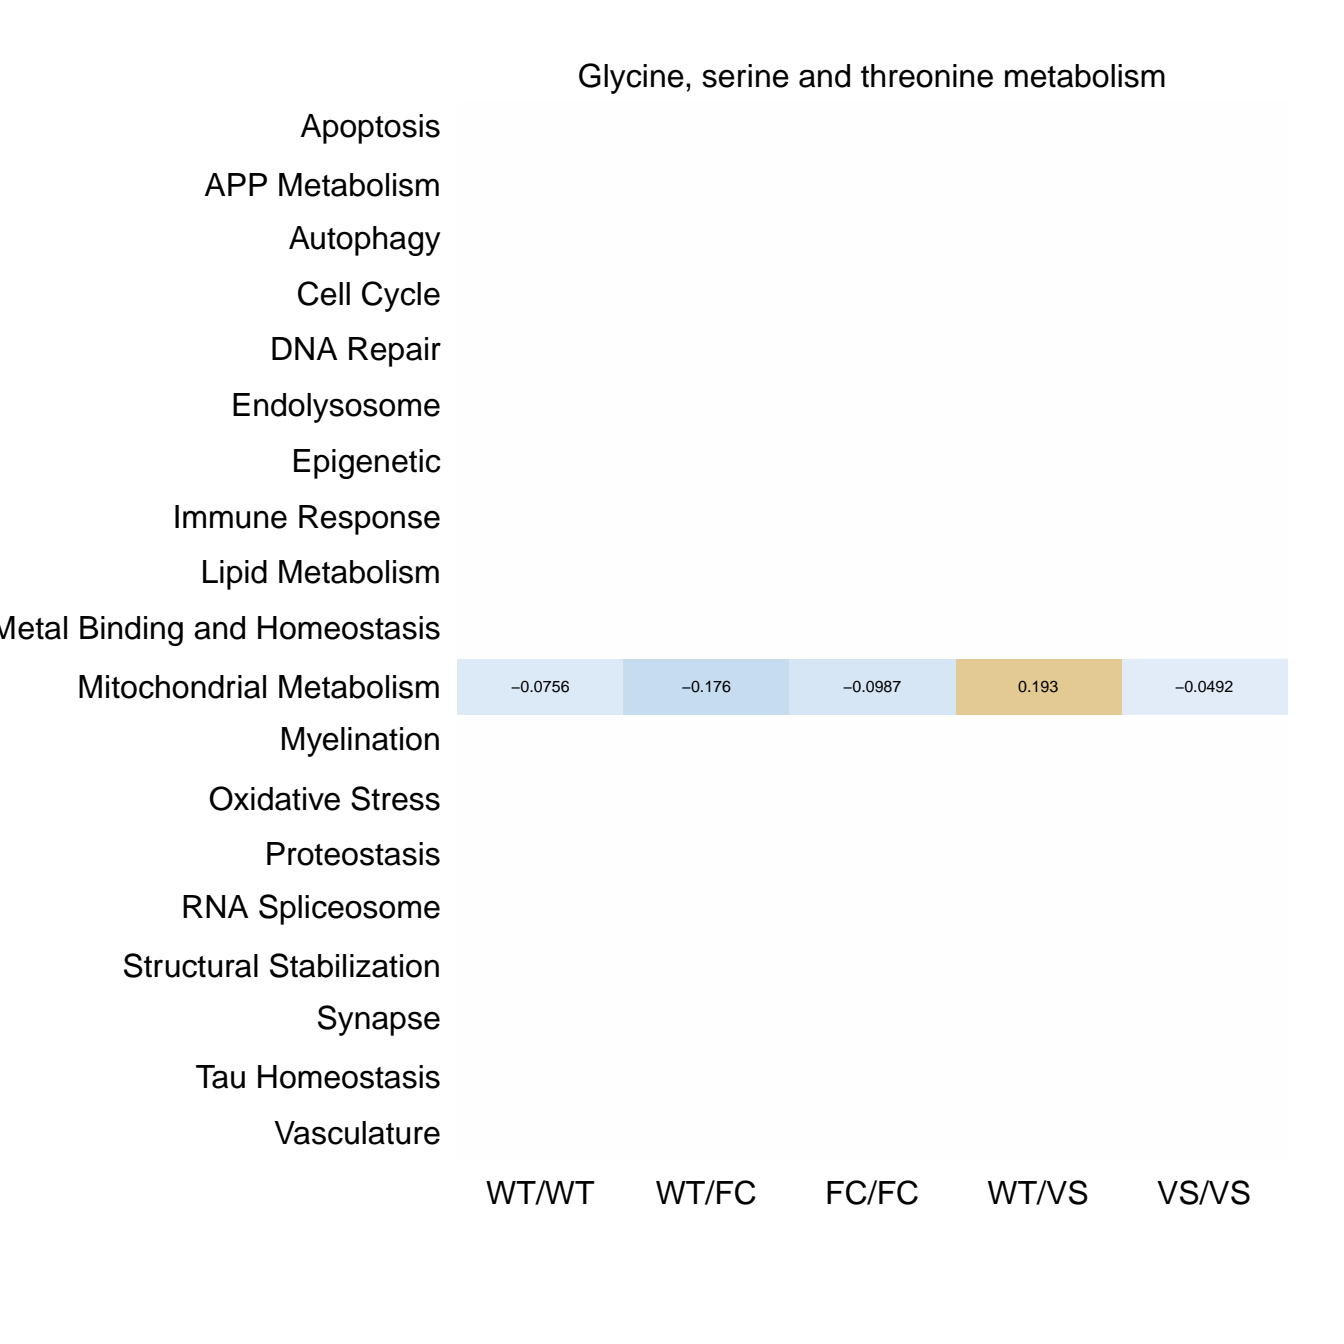 Glycine, serine and threonine metabolism
Apoptosis
APP Metabolism
Autophagy
Cell Cycle
DNA Repair
Endolysosome
Epigenetic
Immune Response
Lipid Metabolism
Metal Binding and Homeostasis
Mitochondrial Metabolism −0.0756 −0.176 −0.0987 0.193 −0.0492
Myelination
Oxidative Stress
Proteostasis
RNA Spliceosome
Structural Stabilization
Synapse
Tau Homeostasis
Vasculature
WT/WT WT/FC FC/FC WT/VS VS/VS